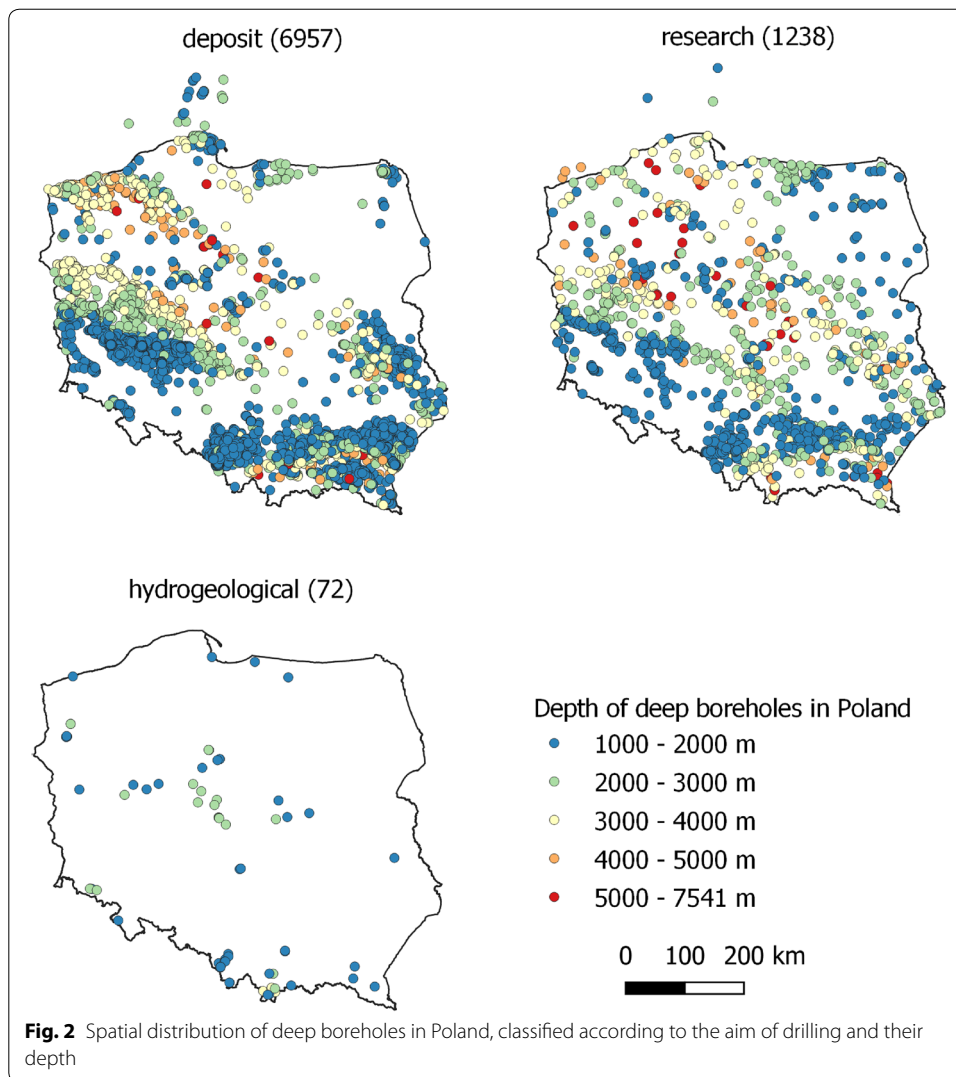 deposit (6957)
research (1238)
hydrogeological (72)
Depth of deep boreholes in Poland
1000 - 2000 m
2000 - 3000 m
3000 - 4000 m
4000 - 5000 m
5000 - 7541 m
0 100 200 km
Fig. 2 Spatial distribution of deep boreholes in Poland, classified according to the aim of drilling and their
depth